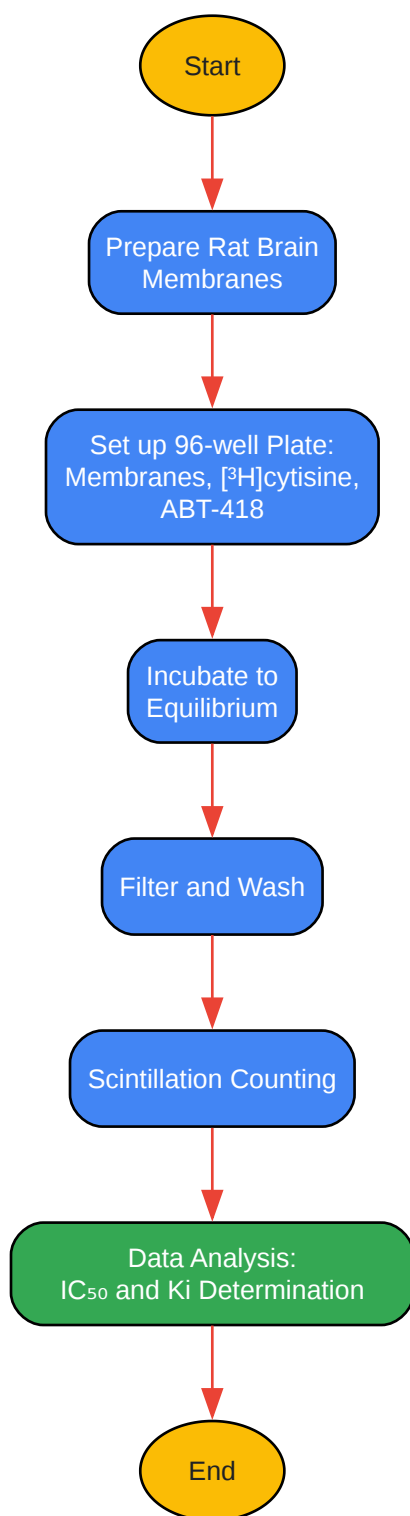 Start
Prepare Rat Brain
Membranes
Set up 96-well Plate:
Membranes, [³H]cytisine,
ABT-418
Incubate to
Equilibrium
Filter and Wash
Scintillation Counting
Data Analysis:
IC₅₀ and Ki Determination
End